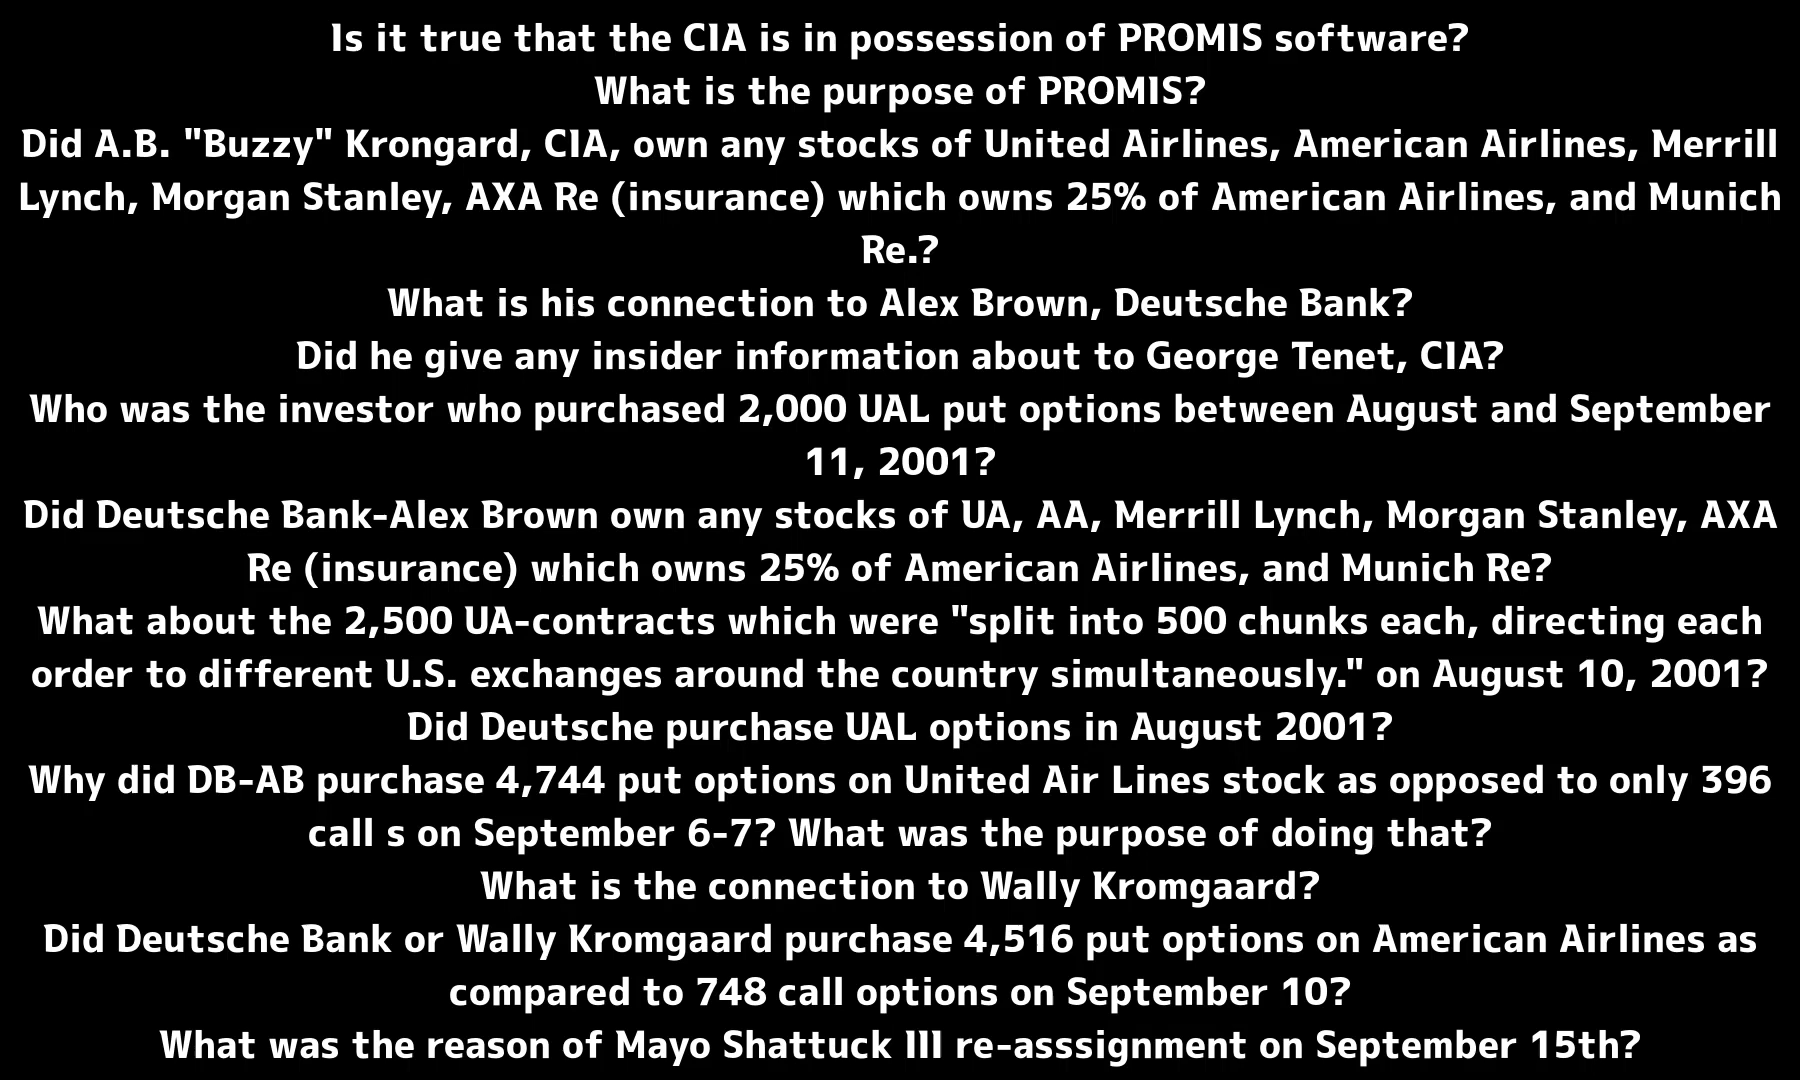 Is it true that the CIA is in possession of PROMIS software?
What is the purpose of PROMIS?
Did A.B. "Buzzy" Krongard, CIA, own any stocks of United Airlines, American Airlines, Merrill
Lynch, Morgan Stanley, AXA Re (insurance) which owns 25% of American Airlines, and Munich
Re.?
What is his connection to Alex Brown, Deutsche Bank?
Did he give any insider information about to George Tenet, CIA?
Who was the investor who purchased 2,000 UAL put options between August and September
11, 2001?
Did Deutsche Bank-Alex Brown own any stocks of UA, AA, Merrill Lynch, Morgan Stanley, AXA
Re (insurance) which owns 25% of American Airlines, and Munich Re?
What about the 2,500 UA-contracts which were "split into 500 chunks each, directing each
order to different U.S. exchanges around the country simultaneously." on August 10, 2001?
Did Deutsche purchase UAL options in August 2001?
Why did DB-AB purchase 4,744 put options on United Air Lines stock as opposed to only 396
call s on September 6-7? What was the purpose of doing that?
What is the connection to Wally Kromgaard?
Did Deutsche Bank or Wally Kromgaard purchase 4,516 put options on American Airlines as
compared to 748 call options on September 10?
What was the reason of Mayo Shattuck III re-asssignment on September 15th?